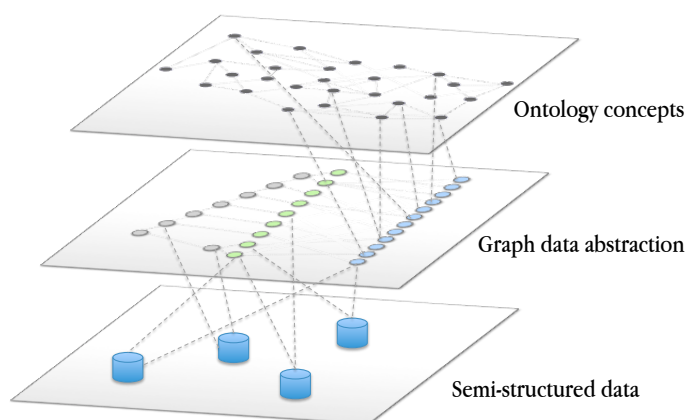 Ontology concepts
Graph data abstraction
Semi-structured data